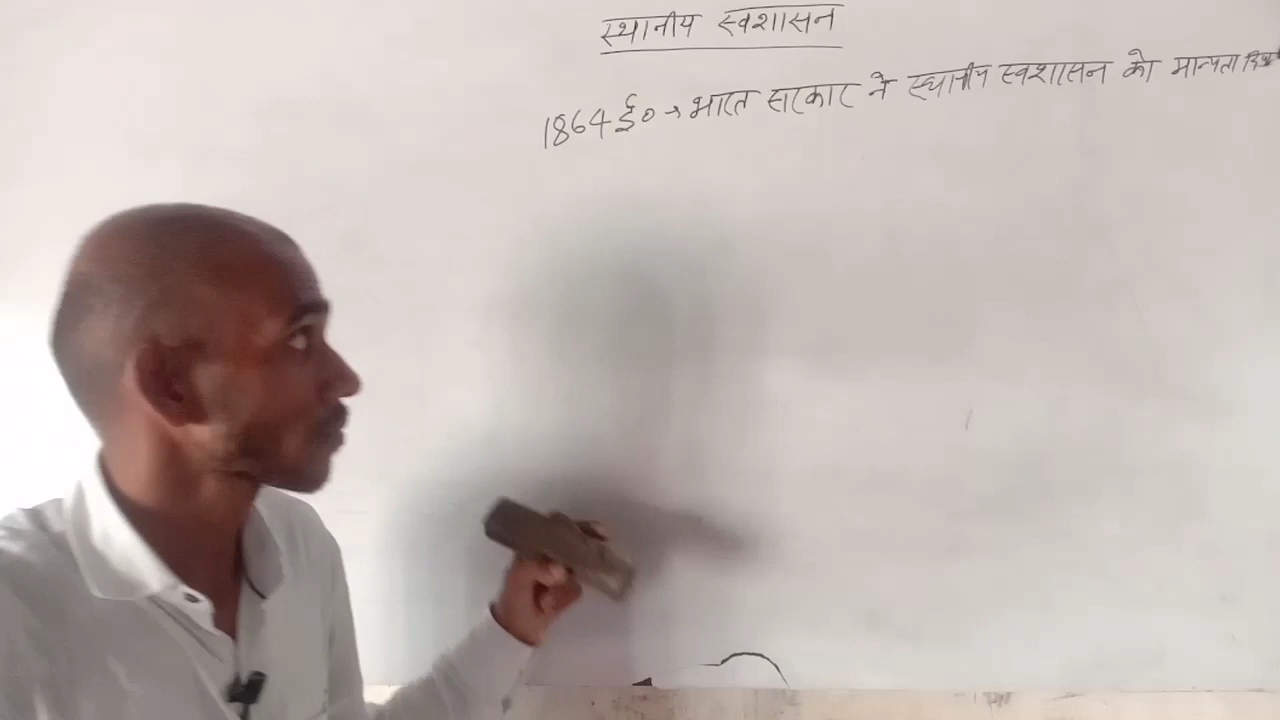 स्थानीय स्वशासन
1864 ई० → भारत सरकार ने स्थानीय स्वशासन को मान्यता